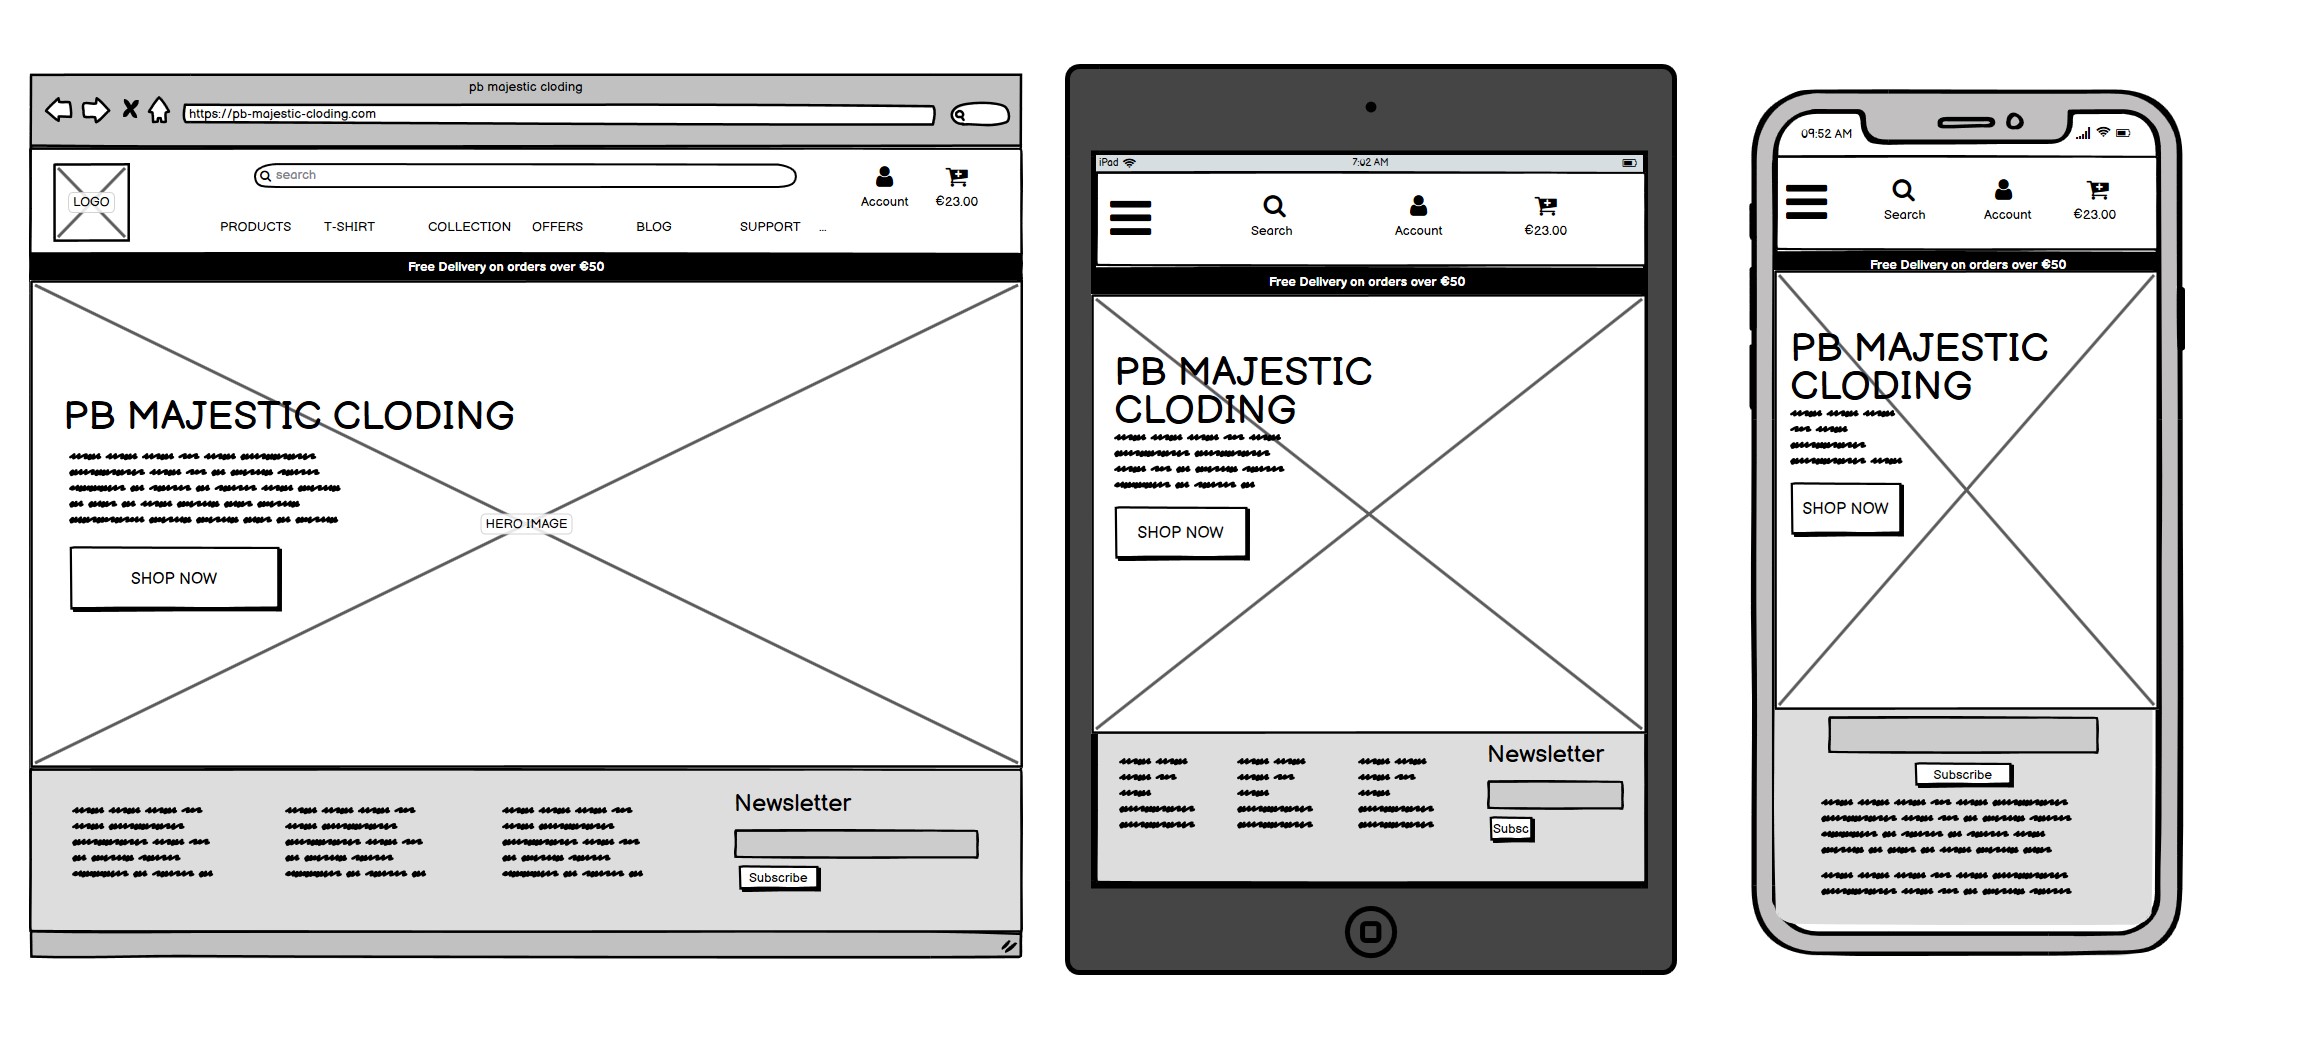 pb majestic cloding
https://pb-majestic-cloding.com
LOGO
search
Account
€23.00
PRODUCTS T-SHIRT COLLECTION OFFERS BLOG SUPPORT ...
Free Delivery on orders over €50
PB MAJESTIC CLODING
HERO IMAGE
SHOP NOW
Newsletter
Subscribe
iPad 7:02 AM
Search Account €23.00
Free Delivery on orders over €50
PB MAJESTIC
CLODING
SHOP NOW
Newsletter
Subsc
09:52 AM
Search Account €23.00
Free Delivery on orders over €50
PB MAJESTIC
CLODING
SHOP NOW
Subscribe